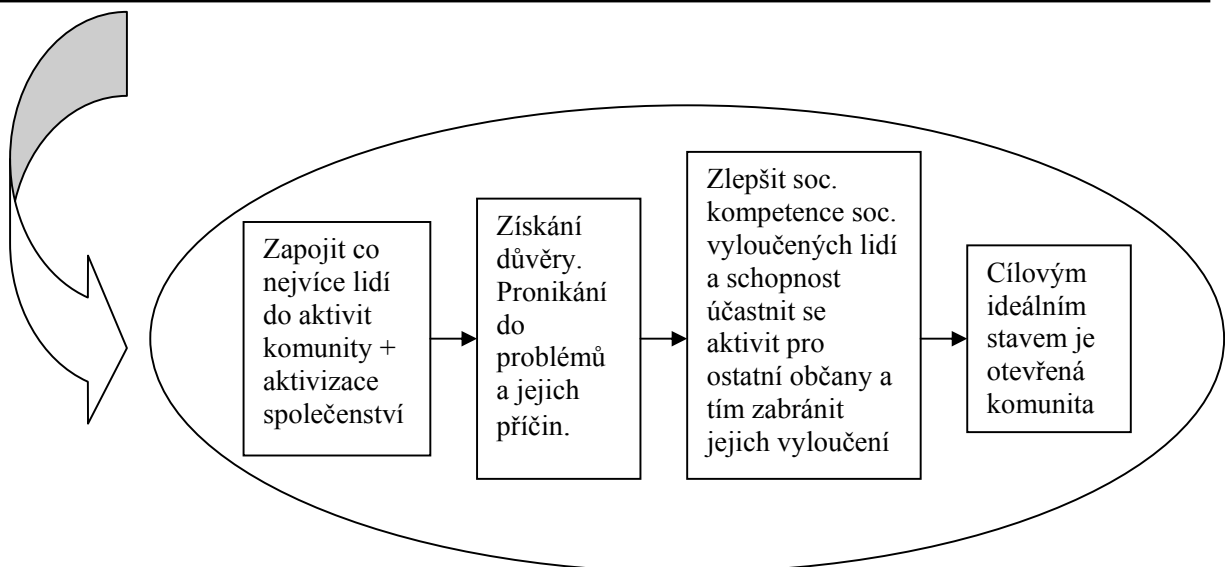 Zapojit co
nejvíce lidí
do aktivit
komunity +
aktivizace
společenství
Získání
důvěry.
Pronikání
do
problémů
a jejich
příčin.
Zlepšit soc.
kompetence soc.
vyloučených lidí
a schopnost
účastnit se
aktivit pro
ostatní občany a
tím zabránit
jejich vyloučení
Cílovým
ideálním
stavem je
otevřená
komunita